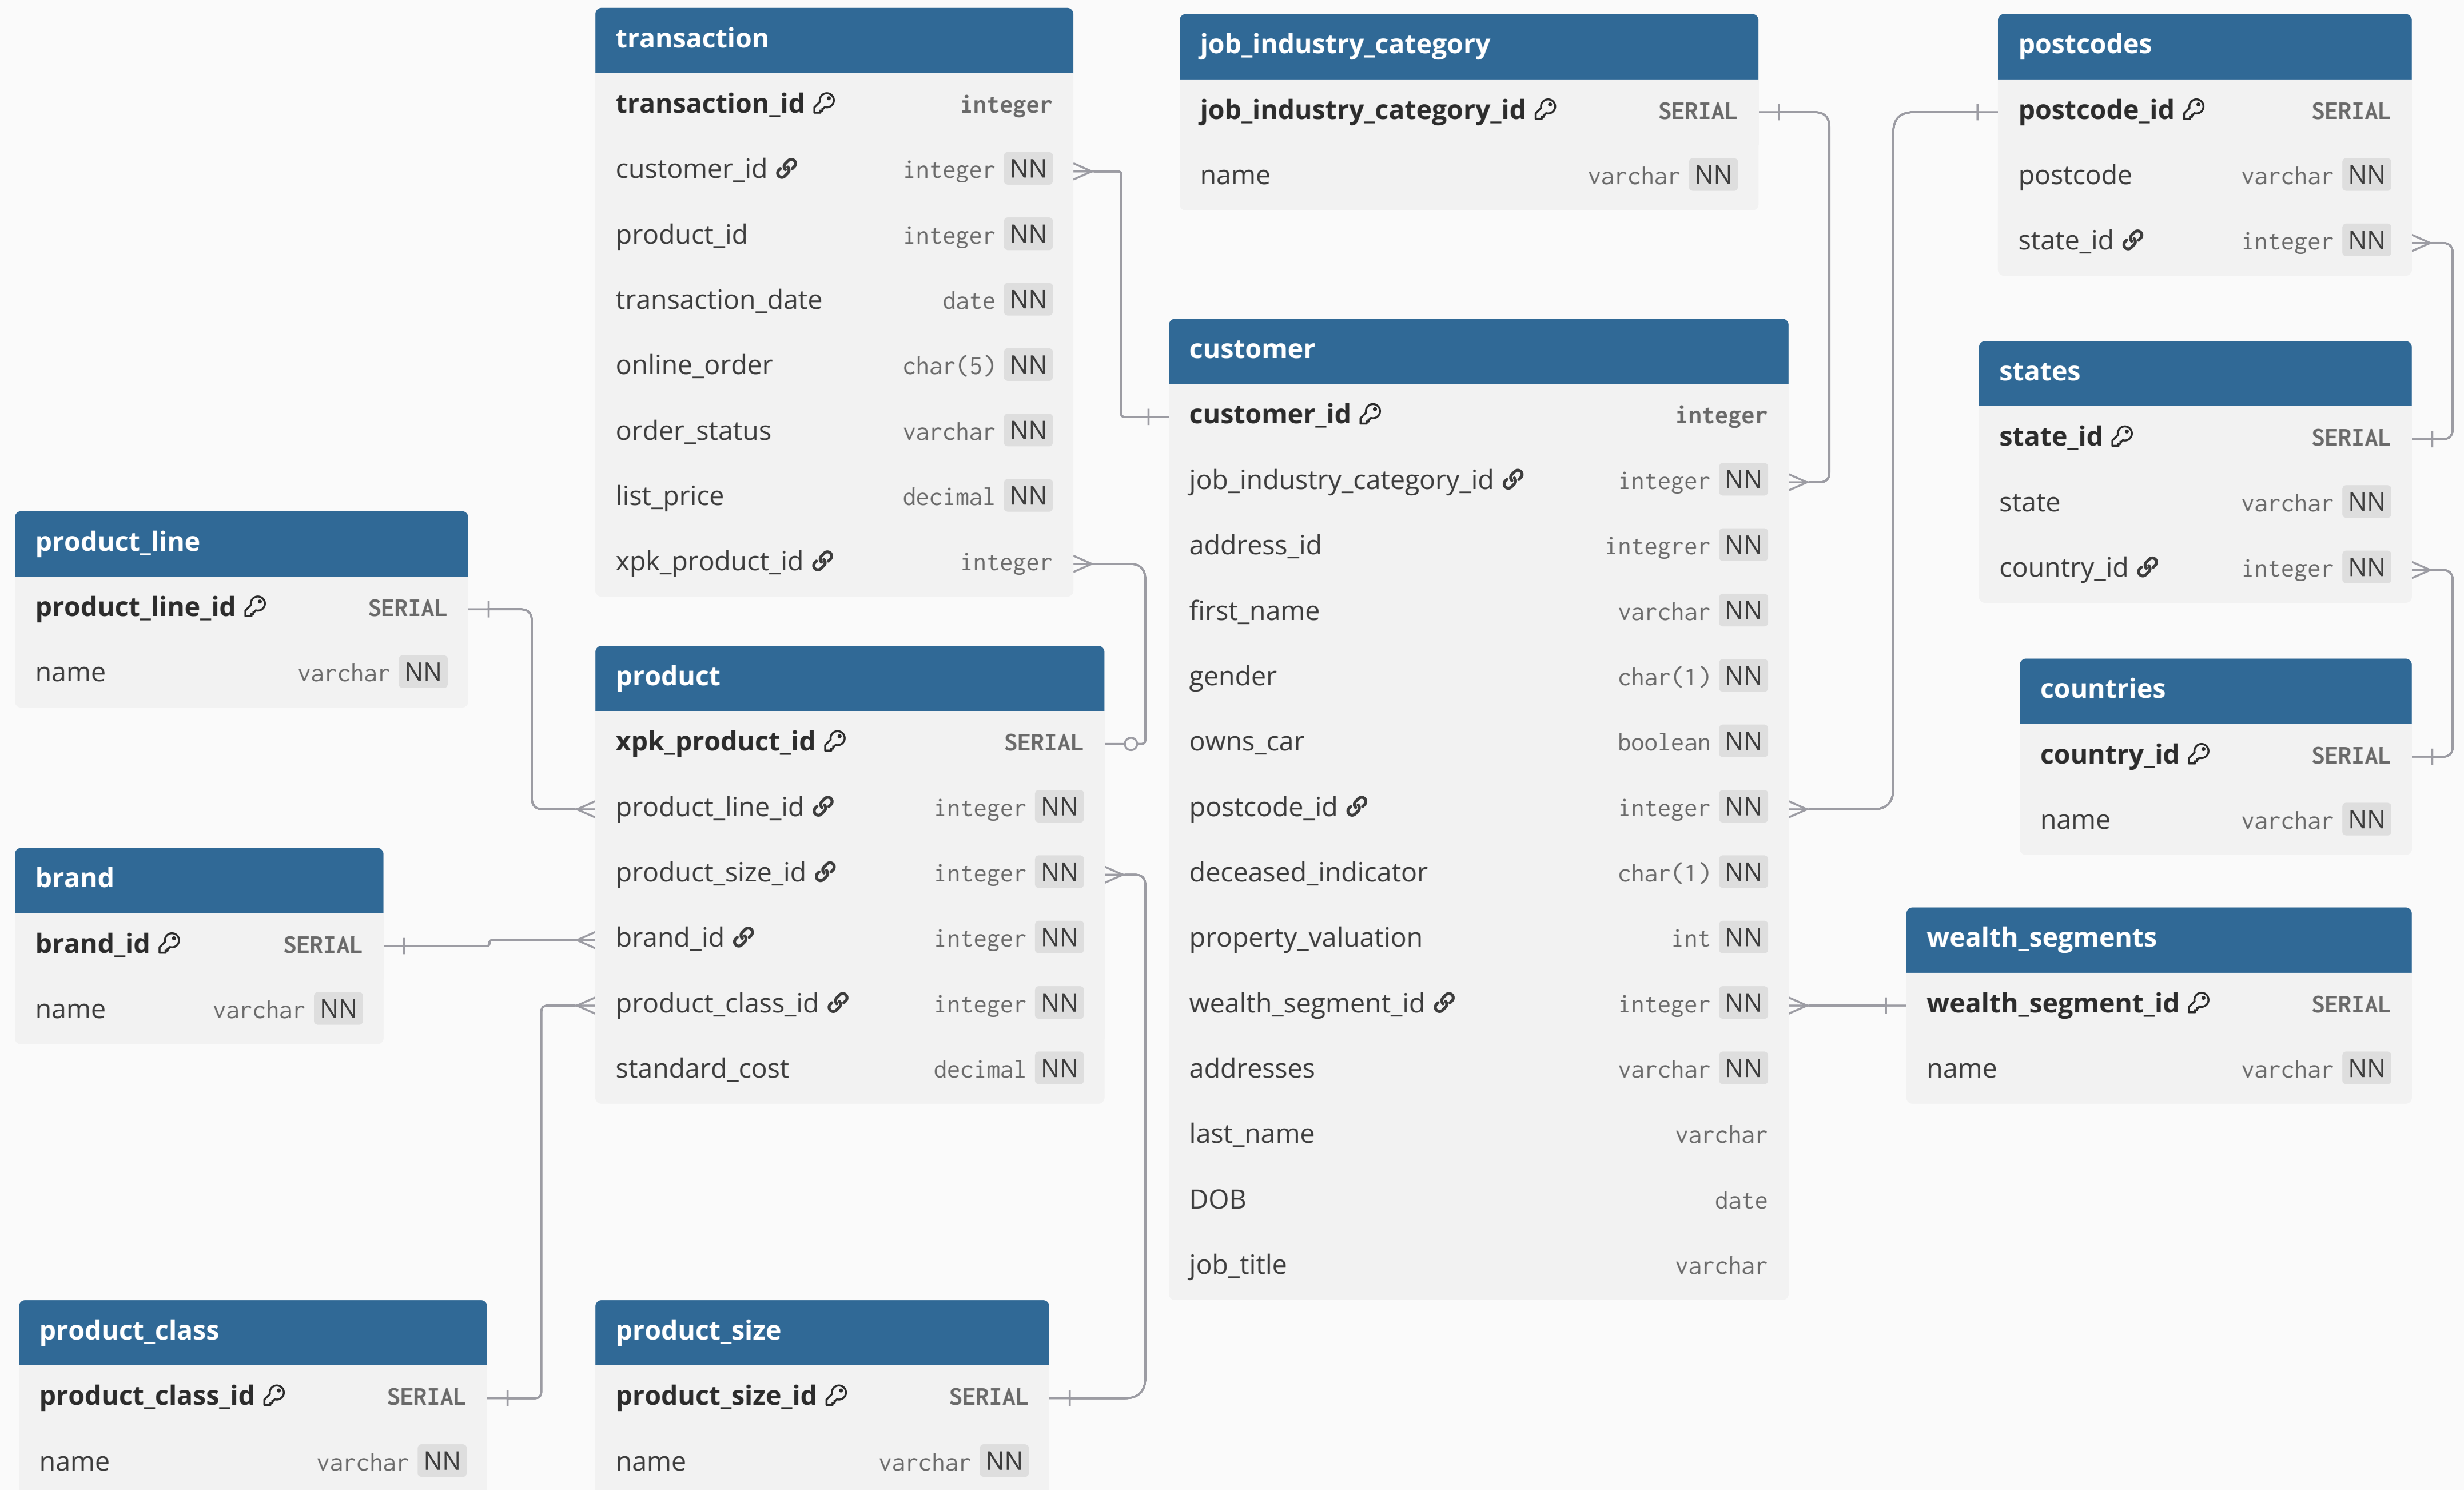 transaction
transaction_id integer
customer_id integer NN
product_id integer NN
transaction_date date NN
online_order char(5) NN
order_status varchar NN
list_price decimal NN
xpk_product_id integer
job_industry_category
job_industry_category_id SERIAL
name varchar NN
postcodes
postcode_id SERIAL
postcode varchar NN
state_id integer NN
customer
customer_id integer
job_industry_category_id integer NN
address_id integrer NN
first_name varchar NN
gender char(1) NN
owns_car boolean NN
postcode_id integer NN
deceased_indicator char(1) NN
property_valuation int NN
wealth_segment_id integer NN
addresses varchar NN
last_name varchar
DOB date
job_title varchar
states
state_id SERIAL
state varchar NN
country_id integer NN
product_line
product_line_id SERIAL
name varchar NN
product
xpk_product_id SERIAL
product_line_id integer NN
product_size_id integer NN
brand_id integer NN
product_class_id integer NN
standard_cost decimal NN
countries
country_id SERIAL
name varchar NN
brand
brand_id SERIAL
name varchar NN
wealth_segments
wealth_segment_id SERIAL
name varchar NN
product_class
product_class_id SERIAL
name varchar NN
product_size
product_size_id SERIAL
name varchar NN